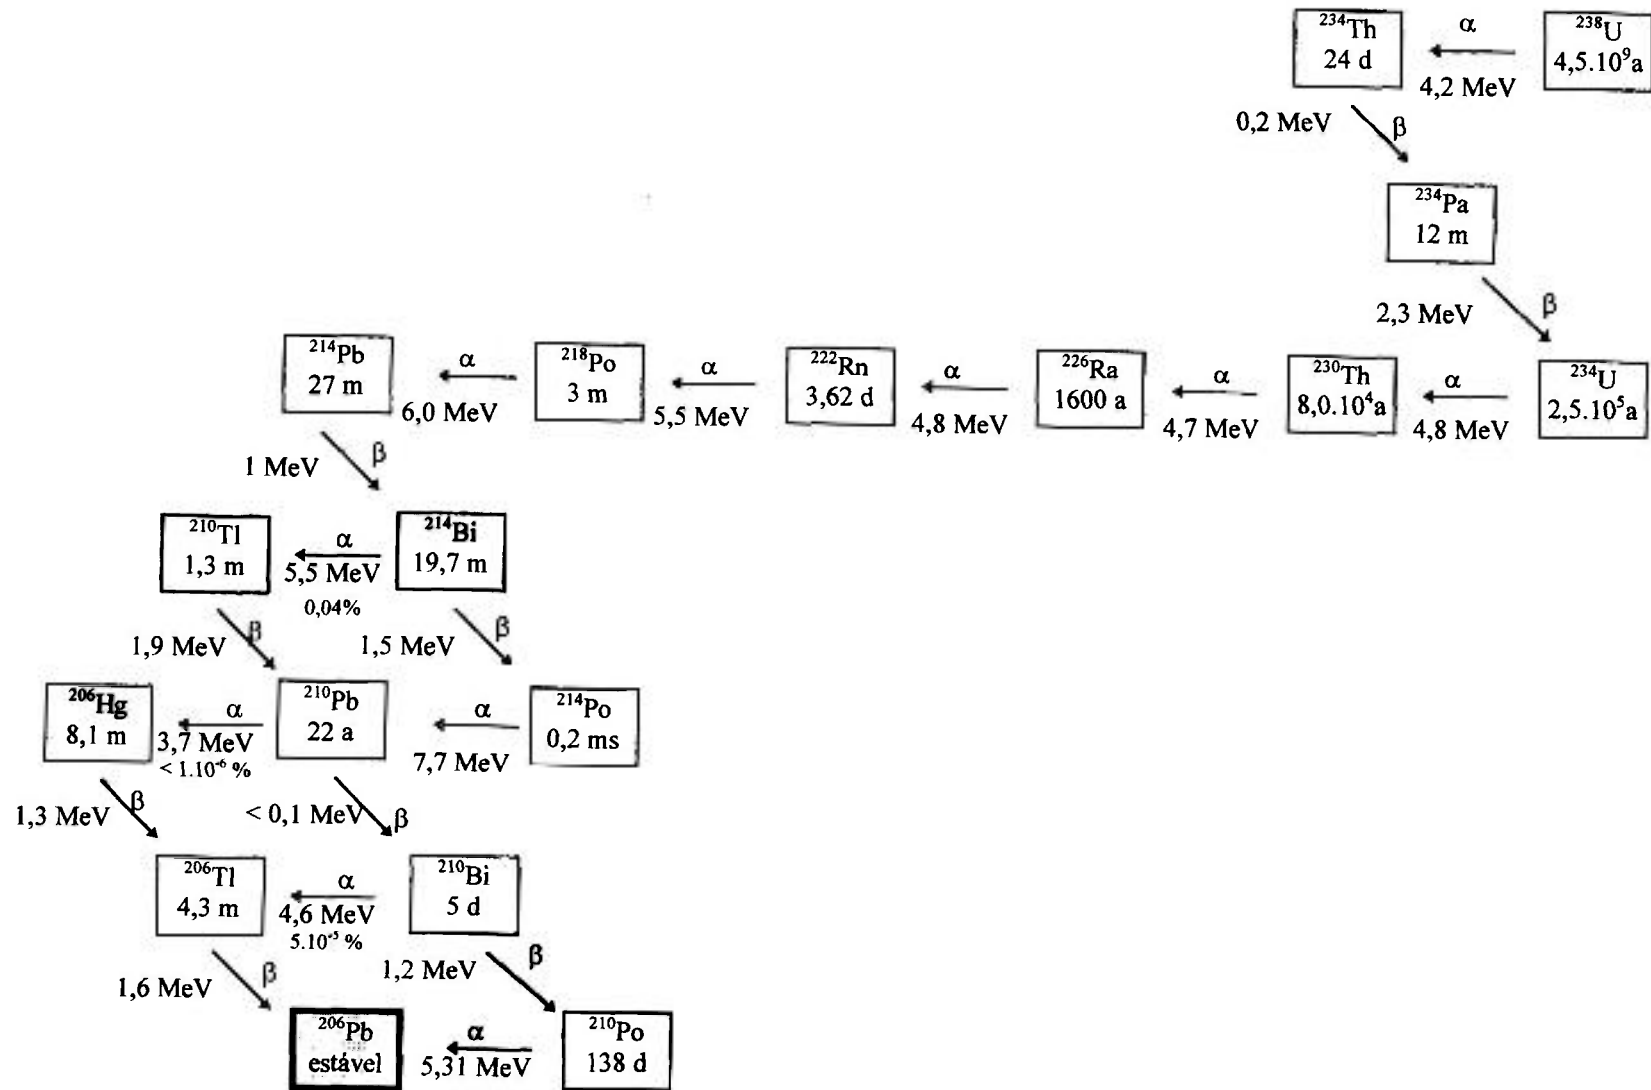 ²³⁴Th
24 d
α
4,2 MeV
²³⁸U
4,5.10⁹a
0,2 MeV
β
²³⁴Pa
12 m
2,3 MeV
β
²¹⁴Pb
27 m
α
6,0 MeV
²¹⁸Po
3 m
α
5,5 MeV
²²²Rn
3,62 d
α
4,8 MeV
²²⁶Ra
1600 a
α
4,7 MeV
²³⁰Th
8,0.10⁴a
α
4,8 MeV
²³⁴U
2,5.10⁵a
1 MeV
β
²¹⁰Tl
1,3 m
α
5,5 MeV
0,04%
²¹⁴Bi
19,7 m
1,9 MeV
β
1,5 MeV
β
²⁰⁶Hg
8,1 m
α
3,7 MeV
< 1.10⁻⁶ %
²¹⁰Pb
22 a
α
7,7 MeV
²¹⁴Po
0,2 ms
1,3 MeV
β
< 0,1 MeV
β
²⁰⁶Tl
4,3 m
α
4,6 MeV
5.10⁻⁵ %
²¹⁰Bi
5 d
1,6 MeV
β
1,2 MeV
β
²⁰⁶Pb
estável
α
5,31 MeV
²¹⁰Po
138 d